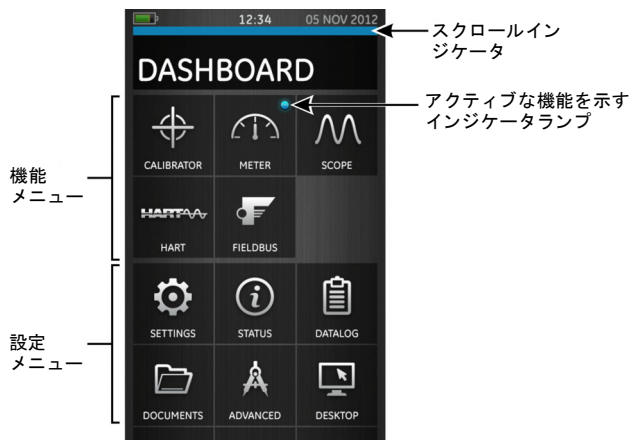 12:34 05 NOV 2012
スクロールイン
ジケータ
DASHBOARD
アクティブな機能を示す
インジケータランプ
機能
メニュー
CALIBRATOR METER SCOPE
HART
HART FIELDBUS
設定
メニュー
SETTINGS STATUS DATALOG
DOCUMENTS ADVANCED DESKTOP